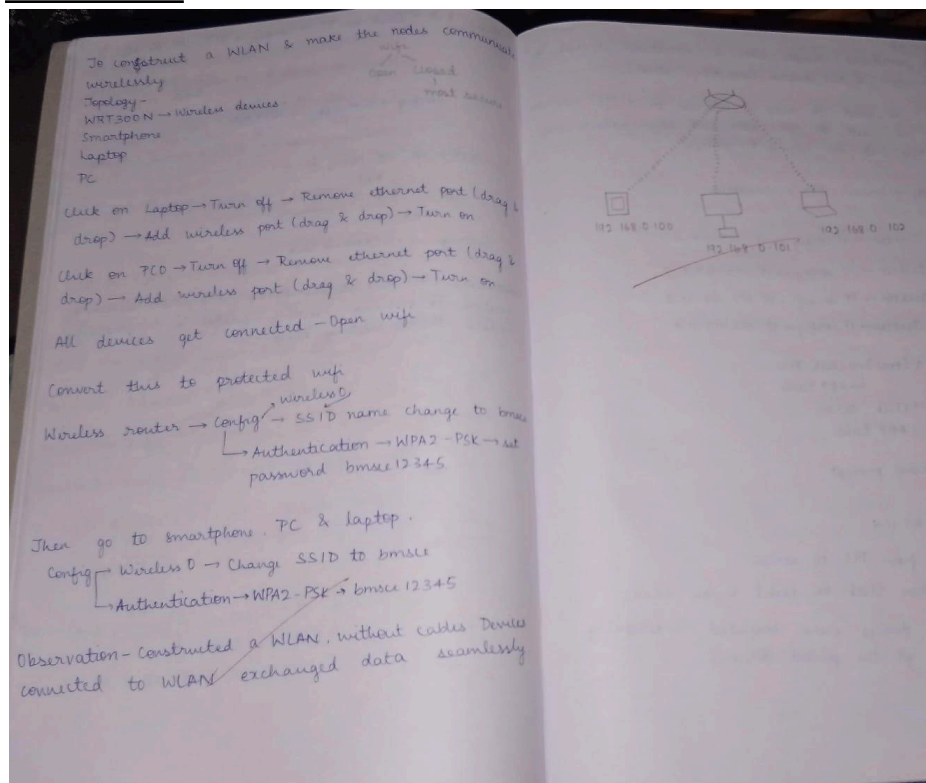 To construct a WLAN & make the nodes communicate
wirelessly
Wifi
Open Closed
most secure
Topology-
WRT300N → Wireless devices
Smartphone
Laptop
PC
Click on Laptop → Turn off → Remove ethernet port (drag &
drop) → Add wireless port (drag & drop) → Turn on
Click on PC0 → Turn off → Remove ethernet port (drag &
drop) → Add wireless port (drag & drop) → Turn on
All devices get connected - Open wifi
Convert this to protected wifi
Wireless0
Wireless router → Config → SSID name change to bmsce
→ Authentication → WPA2-PSK → set
password bmsce12345
Then go to smartphone, PC & laptop.
Config → Wireless0 → Change SSID to bmsce
→ Authentication → WPA2-PSK → bmsce12345
Observation - Constructed a WLAN, without cables Devices
connected to WLAN exchanged data seamlessly
192.168.0.100
192.168.0.101
192.168.0.102